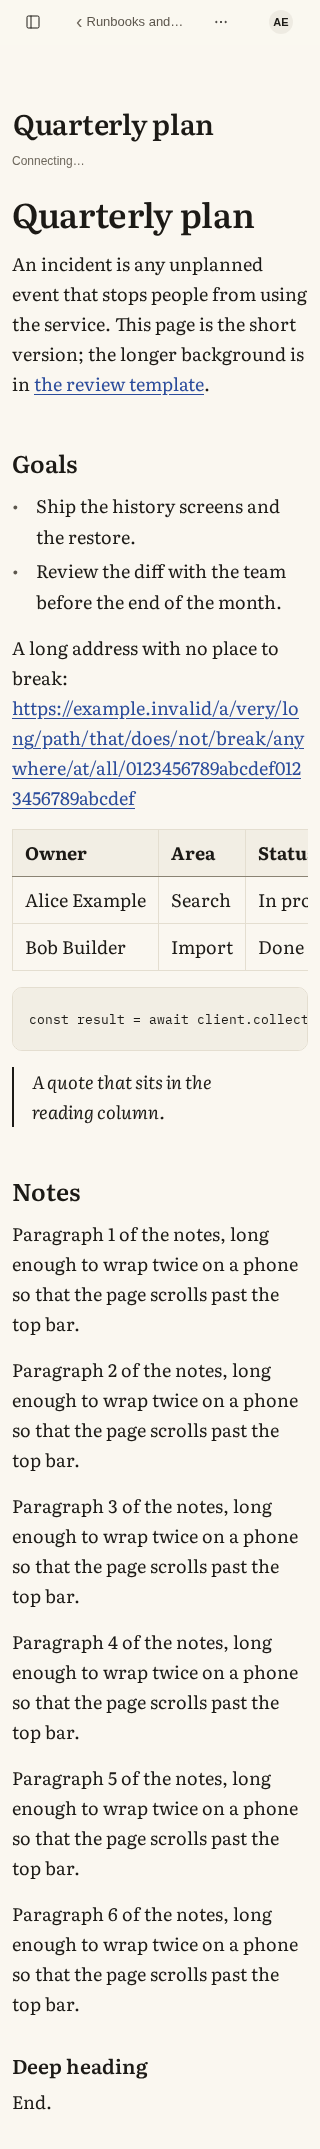 Runbooks and…
AE
Quarterly plan
Connecting…
Quarterly plan
An incident is any unplanned
event that stops people from using
the service. This page is the short
version; the longer background is
in the review template.
Goals
• Ship the history screens and
the restore.
• Review the diff with the team
before the end of the month.
A long address with no place to
break:
https://example.invalid/a/very/lo
ng/path/that/does/not/break/any
where/at/all/0123456789abcdef012
3456789abcdef
Owner Area Statu
Alice Example Search In pro
Bob Builder Import Done
const result = await client.collect
A quote that sits in the
reading column.
Notes
Paragraph 1 of the notes, long
enough to wrap twice on a phone
so that the page scrolls past the
top bar.
Paragraph 2 of the notes, long
enough to wrap twice on a phone
so that the page scrolls past the
top bar.
Paragraph 3 of the notes, long
enough to wrap twice on a phone
so that the page scrolls past the
top bar.
Paragraph 4 of the notes, long
enough to wrap twice on a phone
so that the page scrolls past the
top bar.
Paragraph 5 of the notes, long
enough to wrap twice on a phone
so that the page scrolls past the
top bar.
Paragraph 6 of the notes, long
enough to wrap twice on a phone
so that the page scrolls past the
top bar.
Deep heading
End.